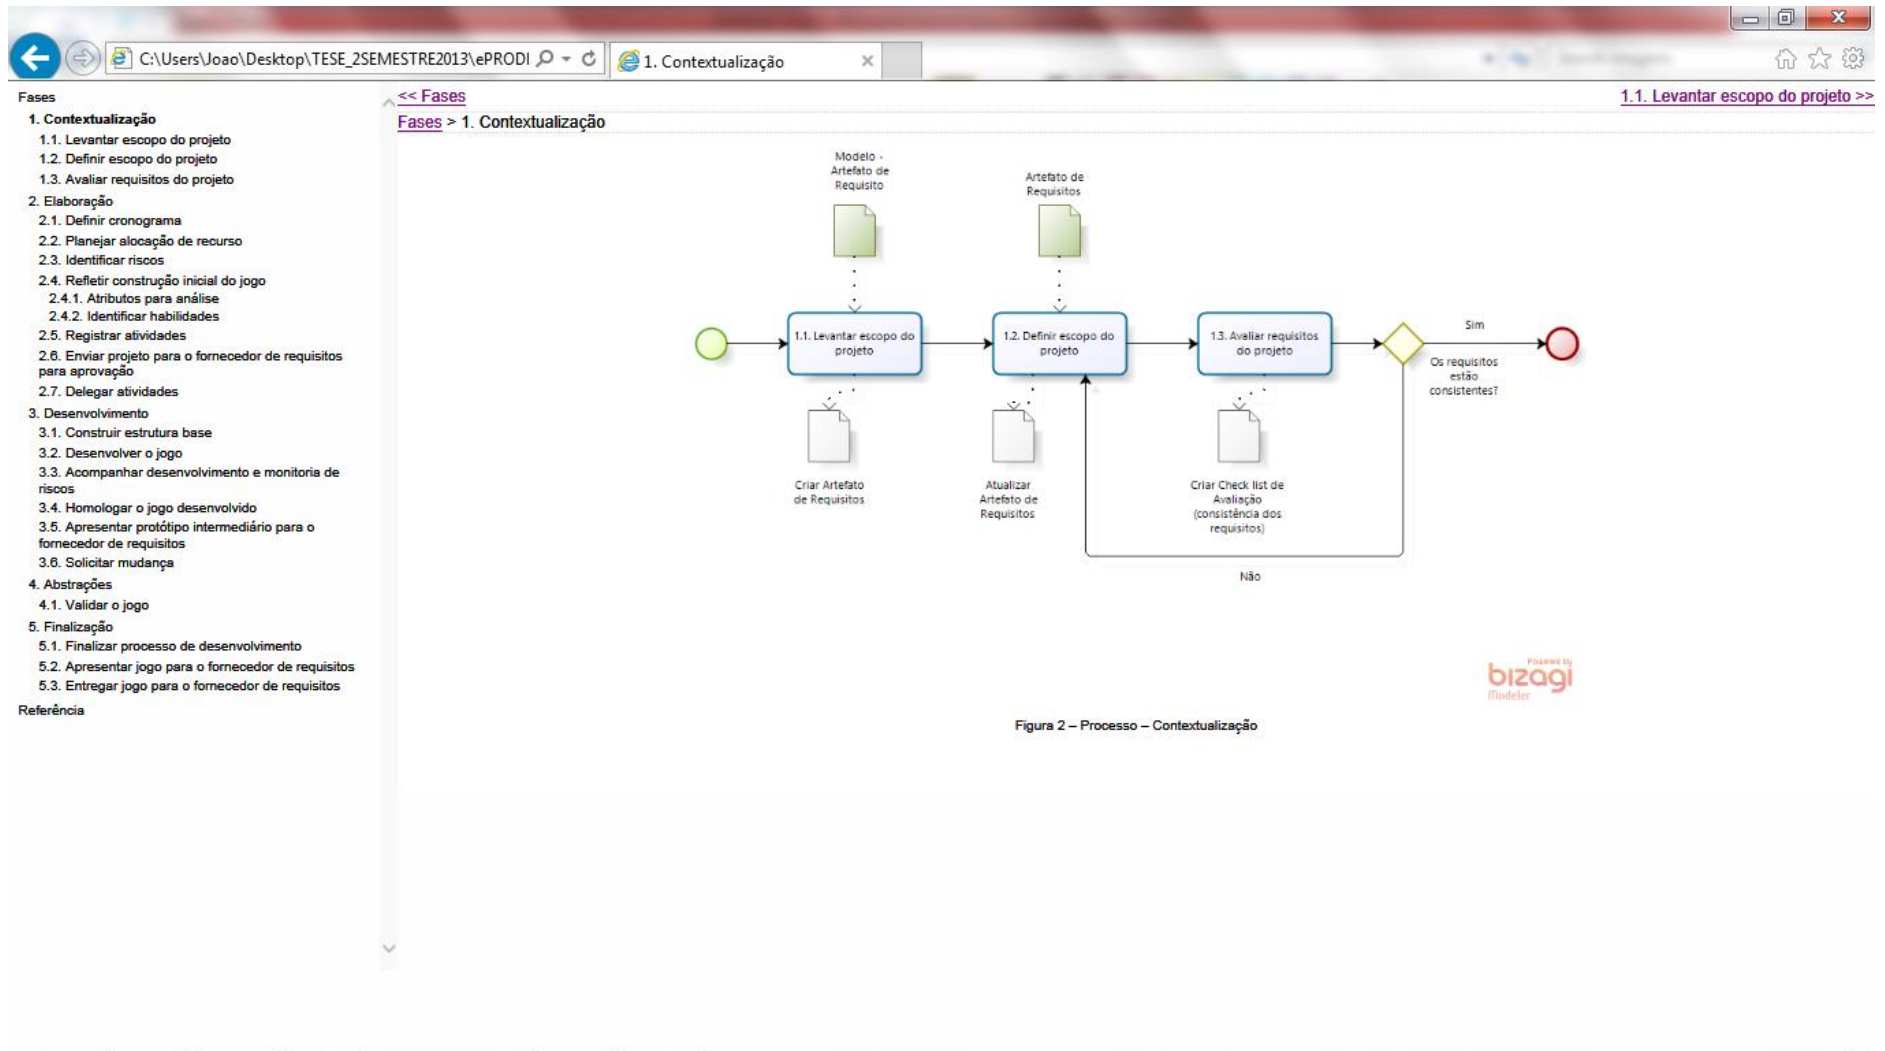 C:\Users\Joao\Desktop\TESE_2SEMESTRE2013\ePRODI
1. Contextualização
Fases
1. Contextualização
1.1. Levantar escopo do projeto
1.2. Definir escopo do projeto
1.3. Avaliar requisitos do projeto
2. Elaboração
2.1. Definir cronograma
2.2. Planejar alocação de recurso
2.3. Identificar riscos
2.4. Refletir construção inicial do jogo
2.4.1. Atributos para análise
2.4.2. Identificar habilidades
2.5. Registrar atividades
2.6. Enviar projeto para o fornecedor de requisitos
para aprovação
2.7. Delegar atividades
3. Desenvolvimento
3.1. Construir estrutura base
3.2. Desenvolver o jogo
3.3. Acompanhar desenvolvimento e monitoria de
riscos
3.4. Homologar o jogo desenvolvido
3.5. Apresentar protótipo intermediário para o
fornecedor de requisitos
3.6. Solicitar mudança
4. Abstrações
4.1. Validar o jogo
5. Finalização
5.1. Finalizar processo de desenvolvimento
5.2. Apresentar jogo para o fornecedor de requisitos
5.3. Entregar jogo para o fornecedor de requisitos
Referência
<< Fases
1.1. Levantar escopo do projeto >>
Fases > 1. Contextualização
Modelo -
Artefato de
Requisito
Artefato de
Requisitos
1.1. Levantar escopo do
projeto
1.2. Definir escopo do
projeto
1.3. Avaliar requisitos
do projeto
Sim
Os requisitos
estão
consistentes?
Criar Artefato
de Requisitos
Atualizar
Artefato de
Requisitos
Criar Check list de
Avaliação
(consistência dos
requisitos)
Não
Powered by
bizagi
Modeler
Figura 2 – Processo – Contextualização